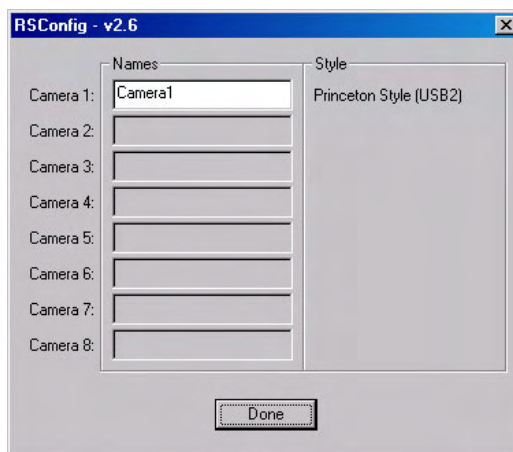 RSConfig - v2.6
Names Style
Camera 1: Camera1 Princeton Style (USB2)
Camera 2:
Camera 3:
Camera 4:
Camera 5:
Camera 6:
Camera 7:
Camera 8:
Done